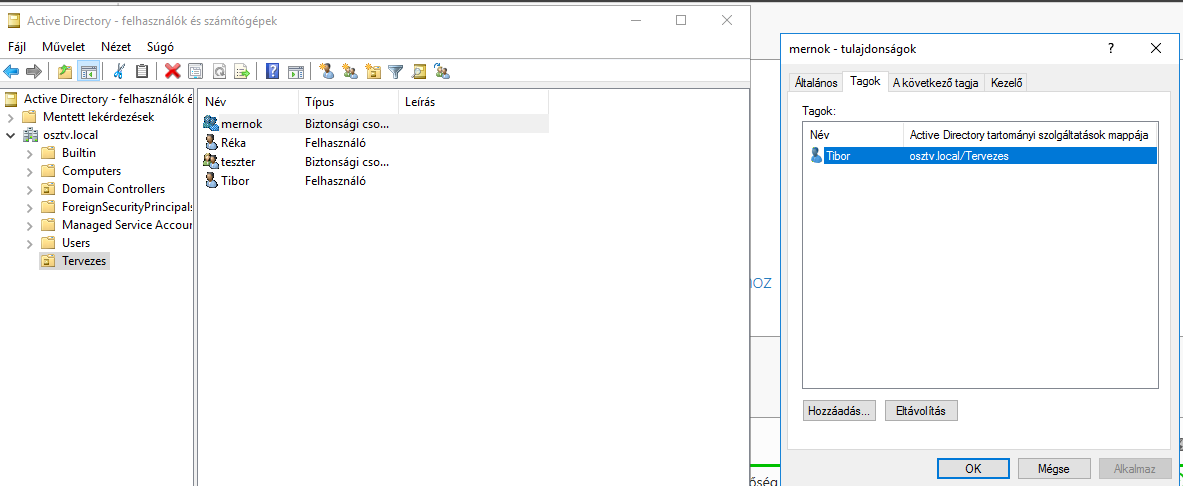 Active Directory - felhasználók és számítógépek
Fájl Művelet Nézet Súgó
Active Directory - felhasználók é
Mentett lekérdezések
osztv.local
Builtin
Computers
Domain Controllers
ForeignSecurityPrincipals
Managed Service Accour
Users
Tervezes
Név Típus Leírás
mernok Biztonsági cso...
Réka Felhasználó
teszter Biztonsági cso...
Tibor Felhasználó
mernok - tulajdonságok
Általános Tagok A következő tagja Kezelő
Tagok:
Név Active Directory tartományi szolgáltatások mappája
Tibor osztv.local/Tervezes
Hozzáadás... Eltávolítás
OK Mégse Alkalmaz